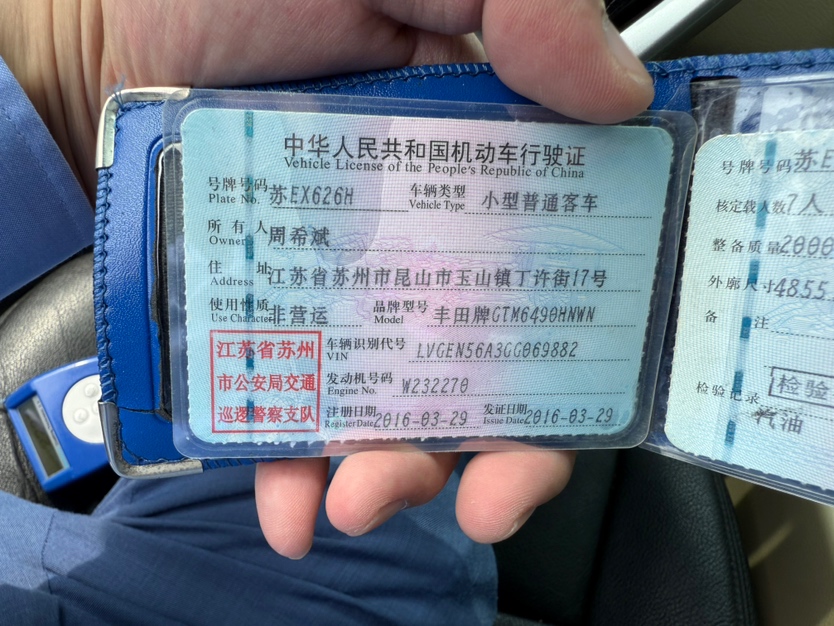 中华人民共和国机动车行驶证
Vehicle License of the People's Republic of China
号牌号码 苏EX626H 车辆类型 小型普通客车
Plate No. Vehicle Type
所有人 周希斌
Owner
住址 江苏省苏州市昆山市玉山镇丁许街17号
Address
使用性质 非营运 品牌型号 丰田牌GTM6490HNWN
Use Character Model
江苏省苏州
市公安局交通
巡逻警察支队
车辆识别代号 LVGEN56A3GG069882
VIN
发动机号码 W232270
Engine No.
注册日期 2016-03-29 发证日期 2016-03-29
Register Date Issue Date
号牌号码 苏E
核定载人数 7人
整备质量 2000
外廓尺寸 4855
备注
检验
检验记录
汽油